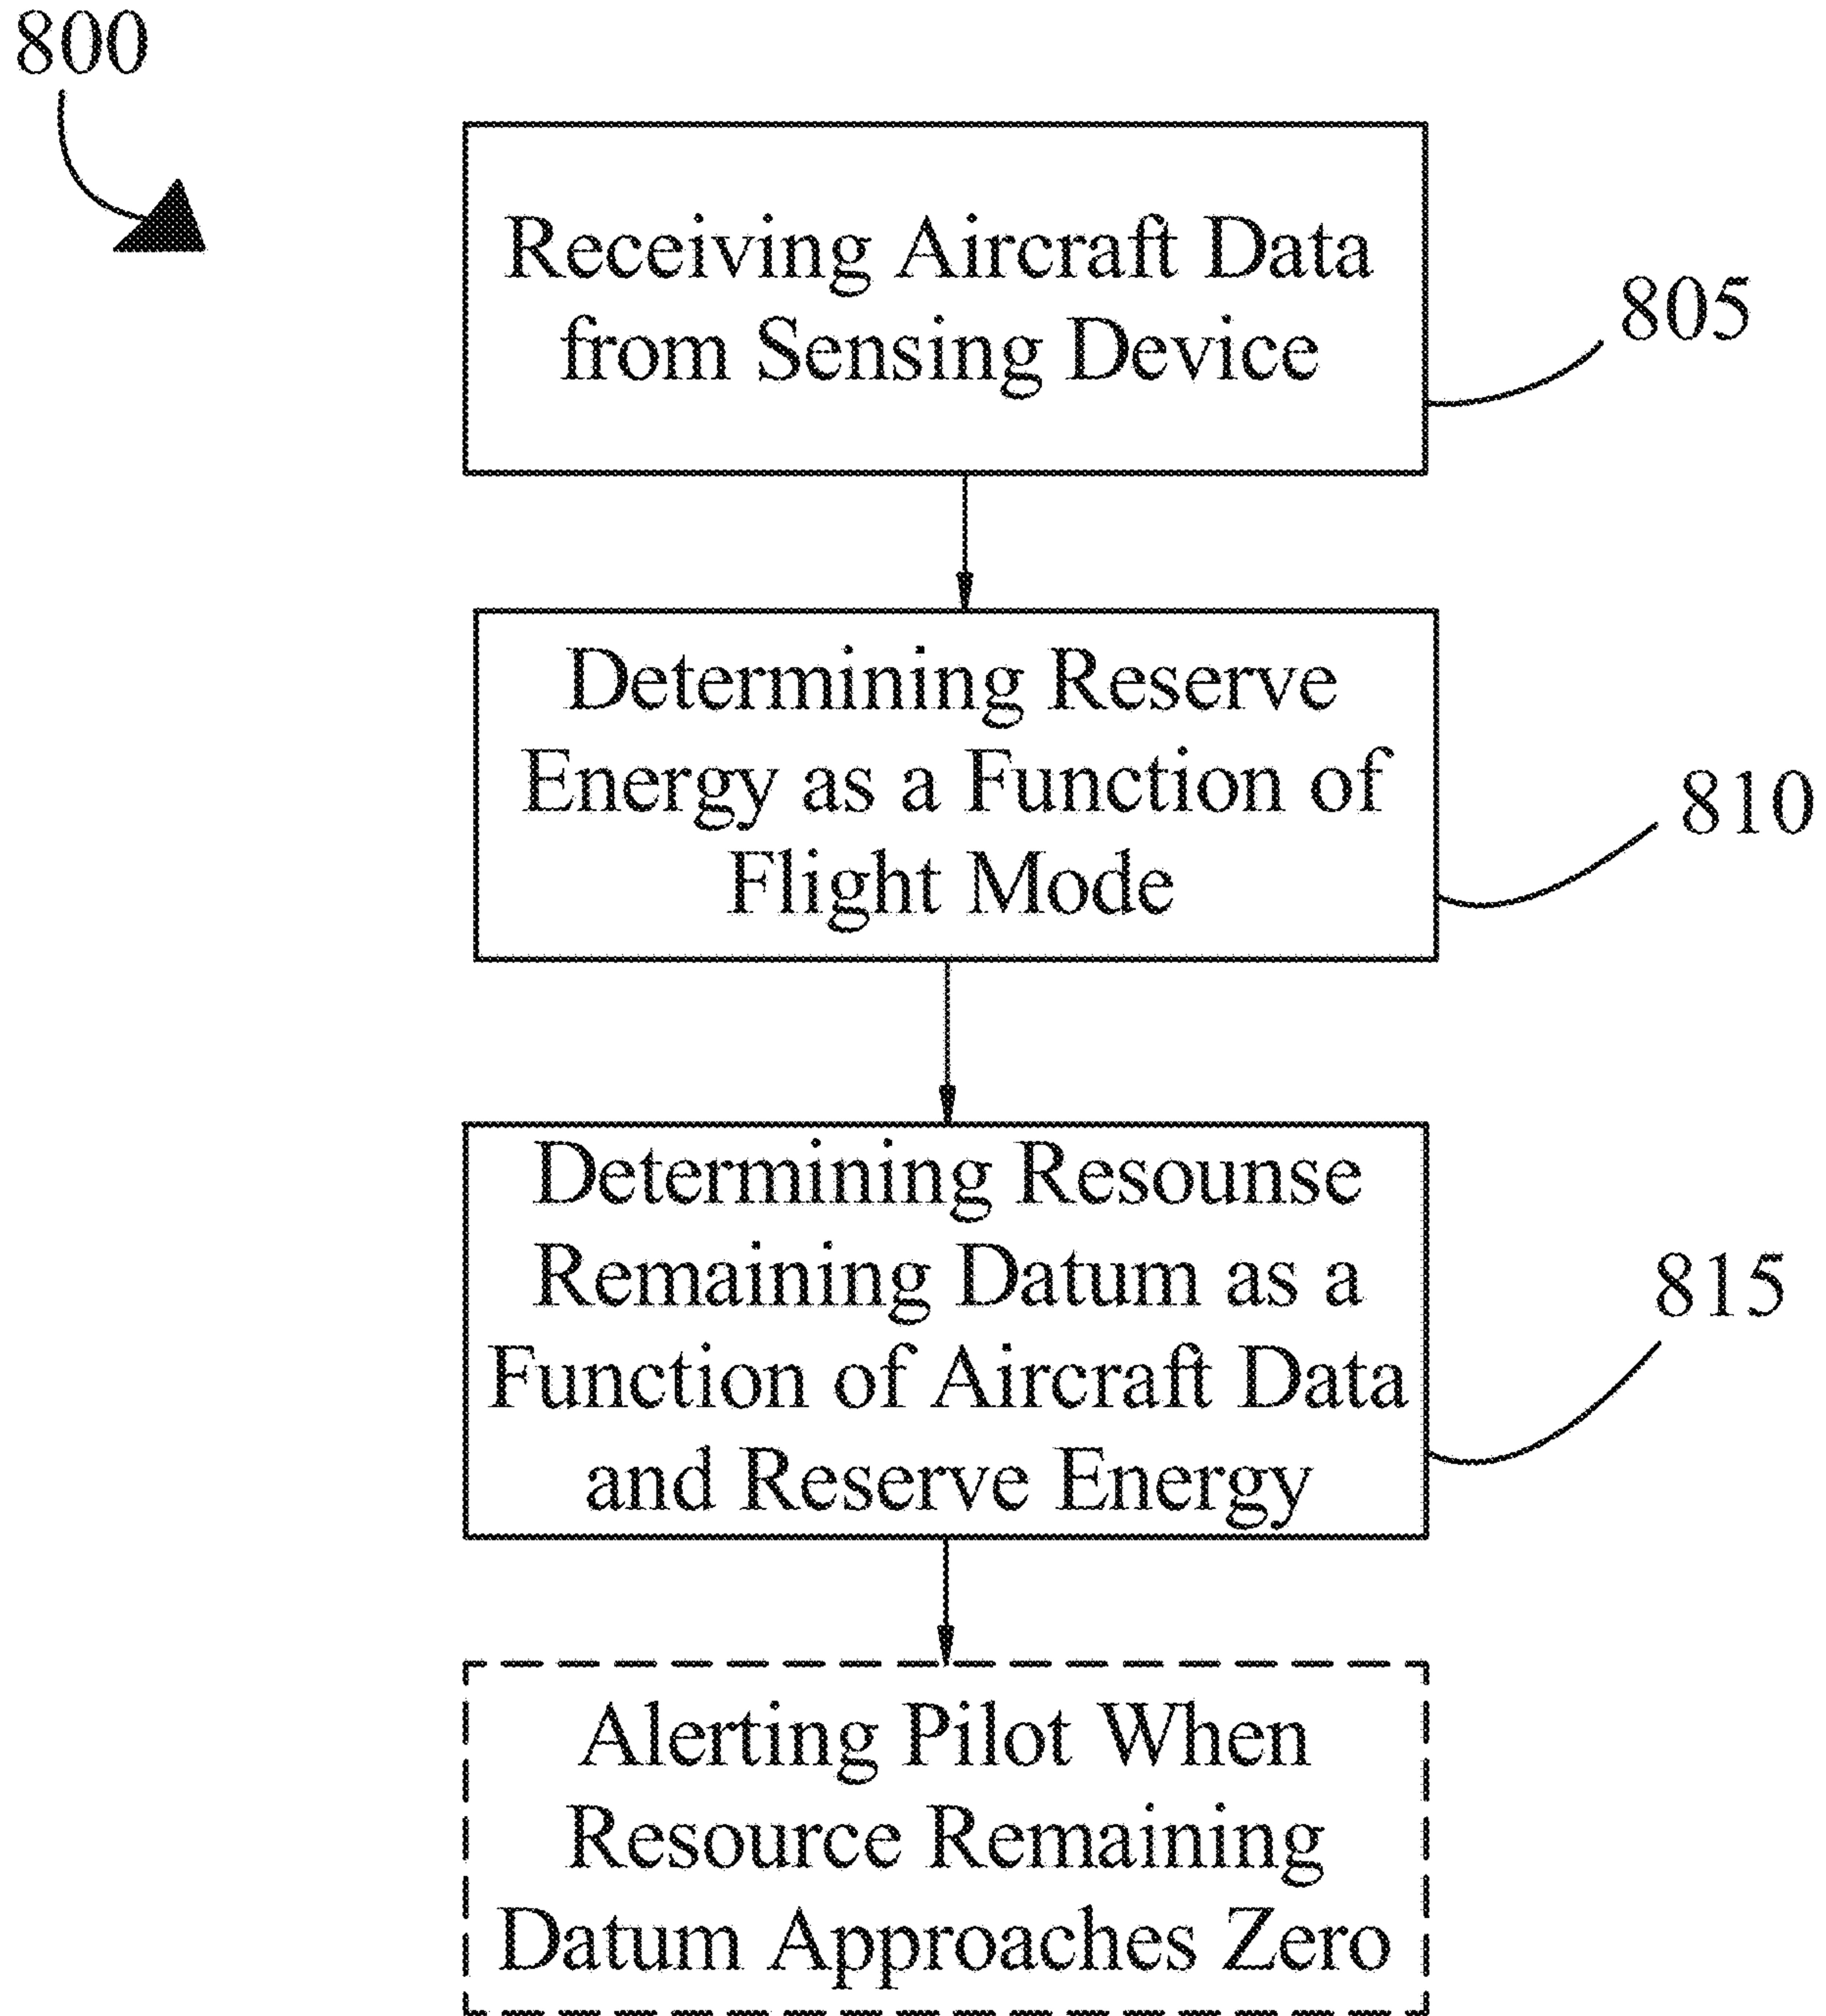 800
Receiving Aircraft Data
from Sensing Device
805
Determining Reserve
Energy as a Function of
Flight Mode
810
Determining Resounse
Remaining Datum as a
Function of Aircraft Data
and Reserve Energy
815
Alerting Pilot When
Resource Remaining
Datum Approaches Zero